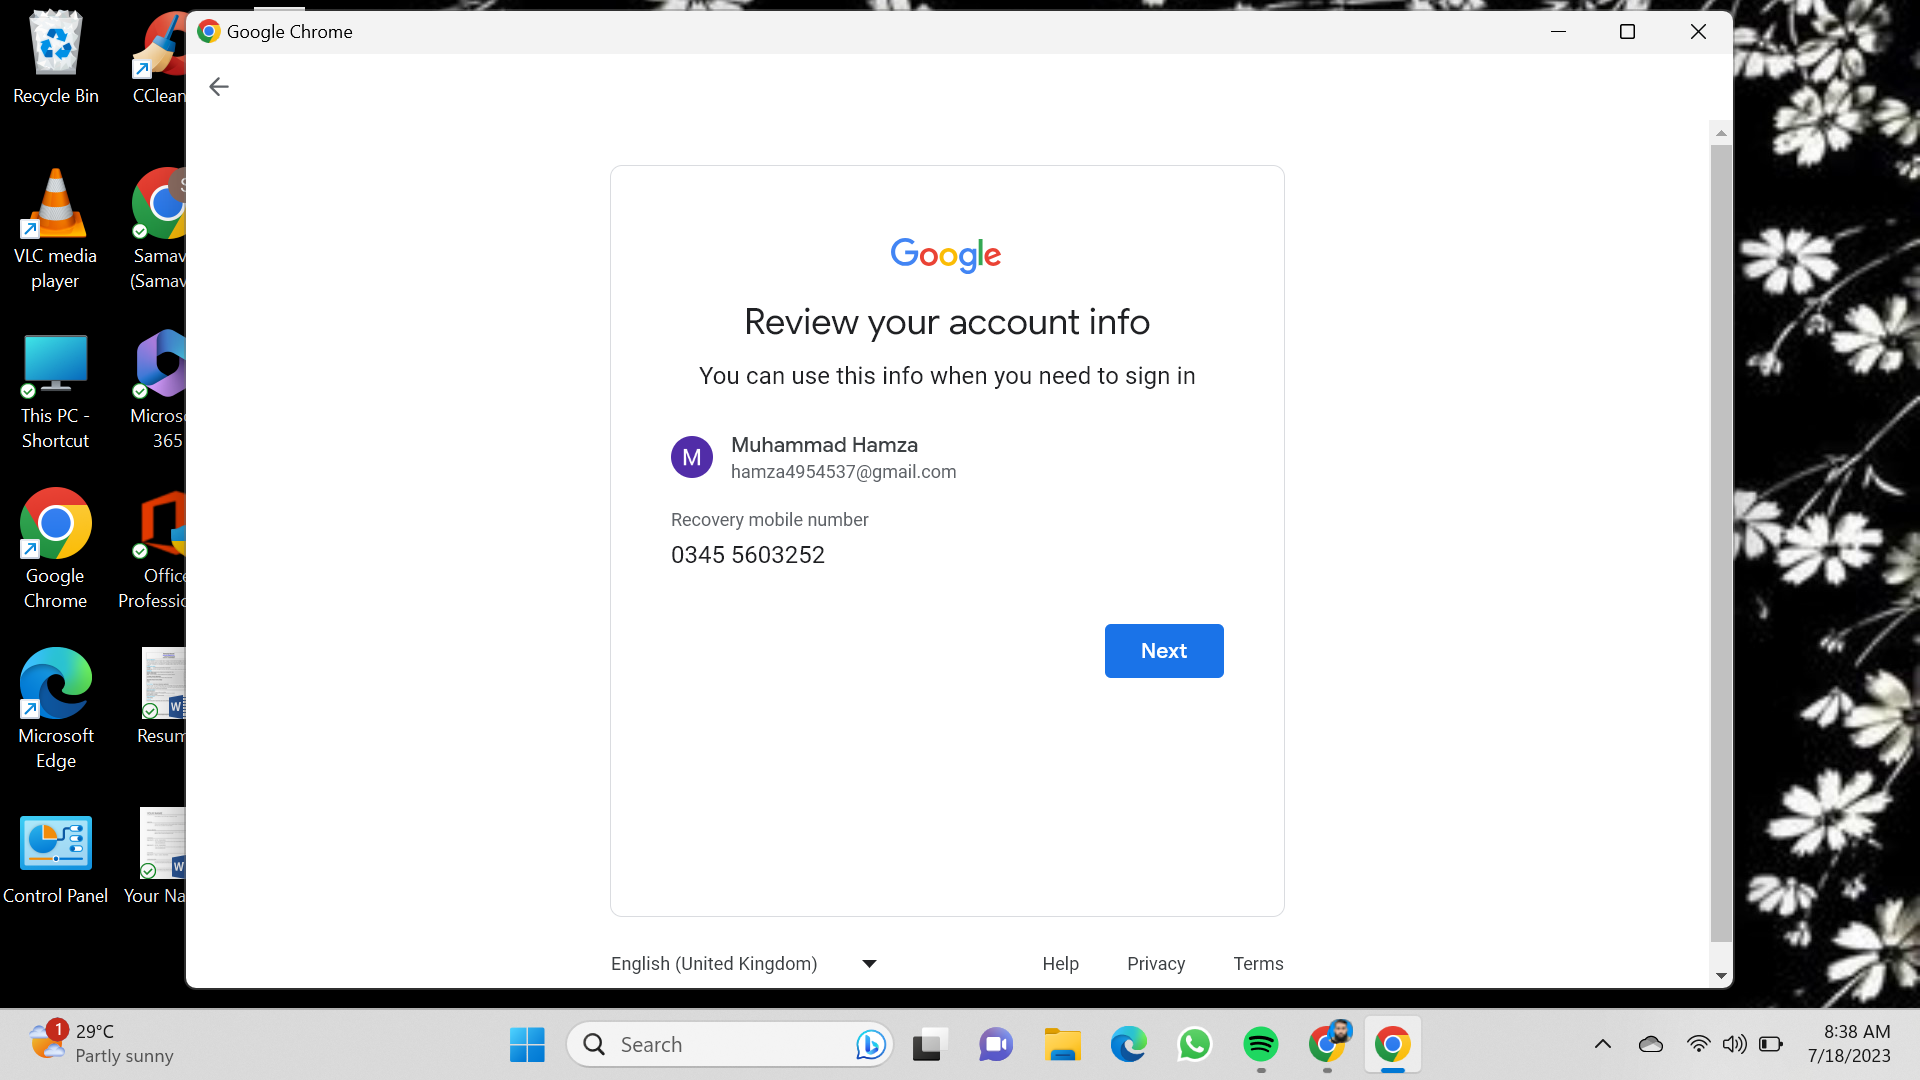 Google Chrome
Recycle Bin
CClean
VLC media
player
Samav
(Samav
This PC -
Shortcut
Micros
365
Google
Chrome
Office
Professio
Microsoft
Edge
Resum
Control Panel
Your Na
Google
Review your account info
You can use this info when you need to sign in
M
Muhammad Hamza
hamza4954537@gmail.com
Recovery mobile number
0345 5603252
Next
English (United Kingdom)
Help
Privacy
Terms
1
29°C
Partly sunny
Search
8:38 AM
7/18/2023